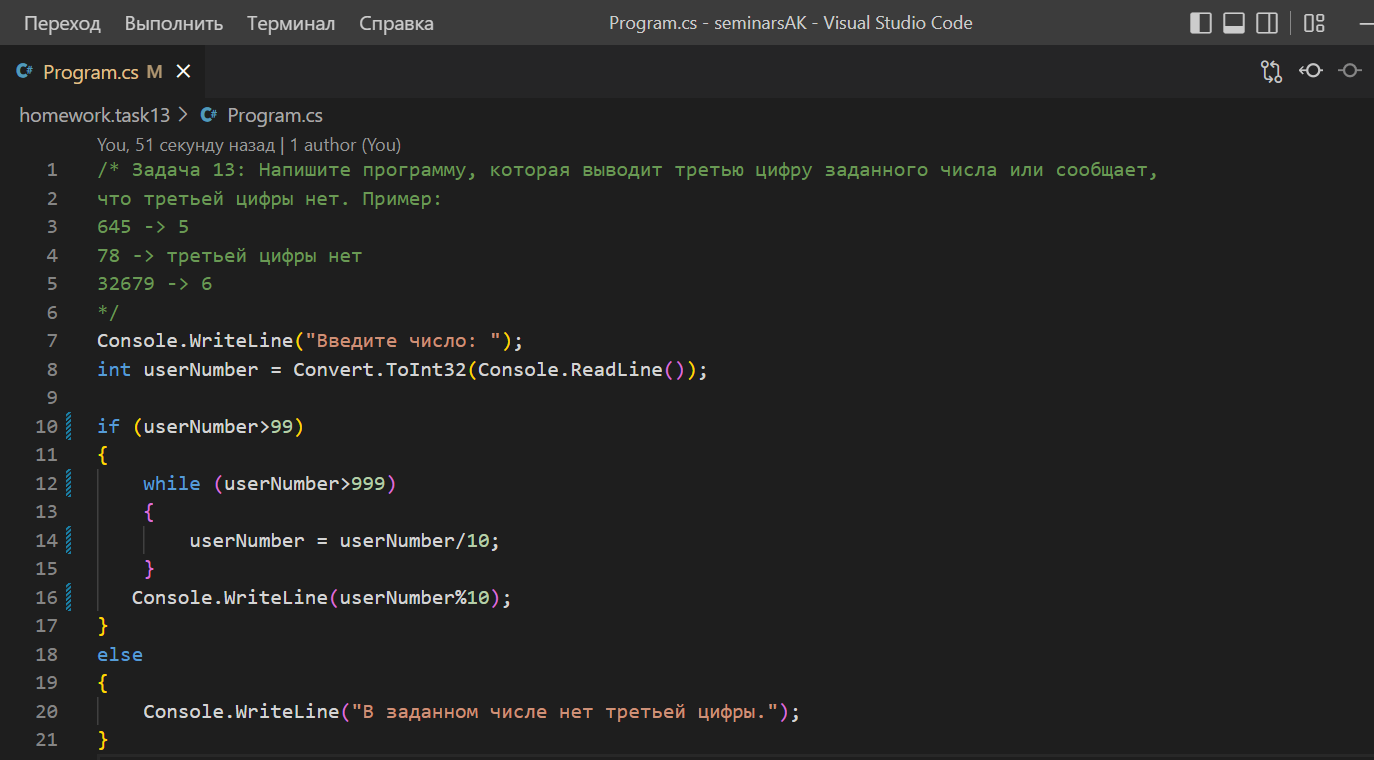 Переход Выполнить Терминал Справка Program.cs - seminarsAK - Visual Studio Code
C# Program.cs M
homework.task13 > C# Program.cs
You, 51 секунду назад | 1 author (You)
1 /* Задача 13: Напишите программу, которая выводит третью цифру заданного числа или сообщает,
2 что третьей цифры нет. Пример:
3 645 -> 5
4 78 -> третьей цифры нет
5 32679 -> 6
6 */
7 Console.WriteLine("Введите число: ");
8 int userNumber = Convert.ToInt32(Console.ReadLine());
9
10 if (userNumber>99)
11 {
12 while (userNumber>999)
13 {
14 userNumber = userNumber/10;
15 }
16 Console.WriteLine(userNumber%10);
17 }
18 else
19 {
20 Console.WriteLine("В заданном числе нет третьей цифры.");
21 }